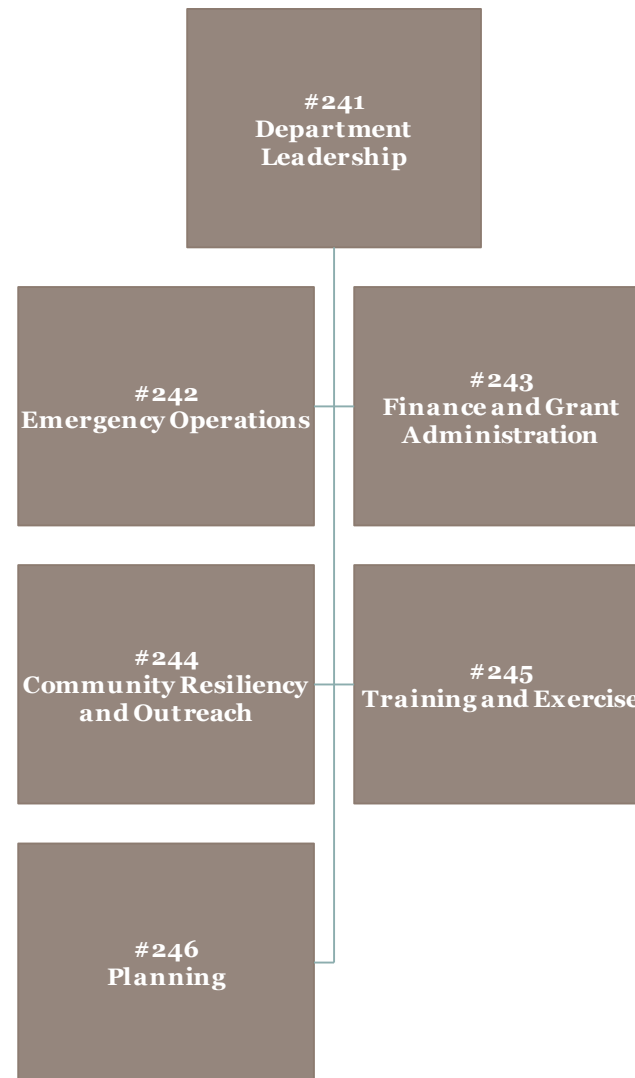 #241
Department
Leadership
#242
Emergency Operations
#243
Finance and Grant
Administration
#244
Community Resiliency
and Outreach
#245
Training and Exercise
#246
Planning